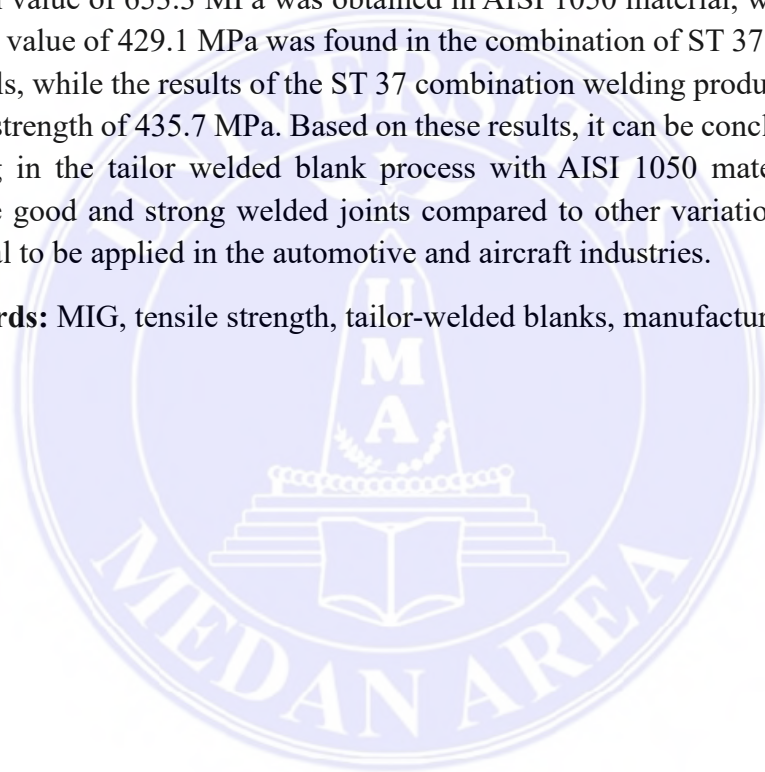 value of MPa was obtained in AISI 1050 material, w
value of 429.1 MPa was found in the combination of ST 37
ls, while the results of the ST 37 combination welding produ
strength of 435.7 MPa. Based on these results, it can be concl
g in the tailor welded blank process with AISI 1050 mate
e good and strong welded joints compared to other variatio
al to be applied in the automotive and aircraft industries.
rds: MIG, tensile strength, tailor-welded blanks, manufactur
UNIVERSITAS
U
M
A
MEDAN AREA